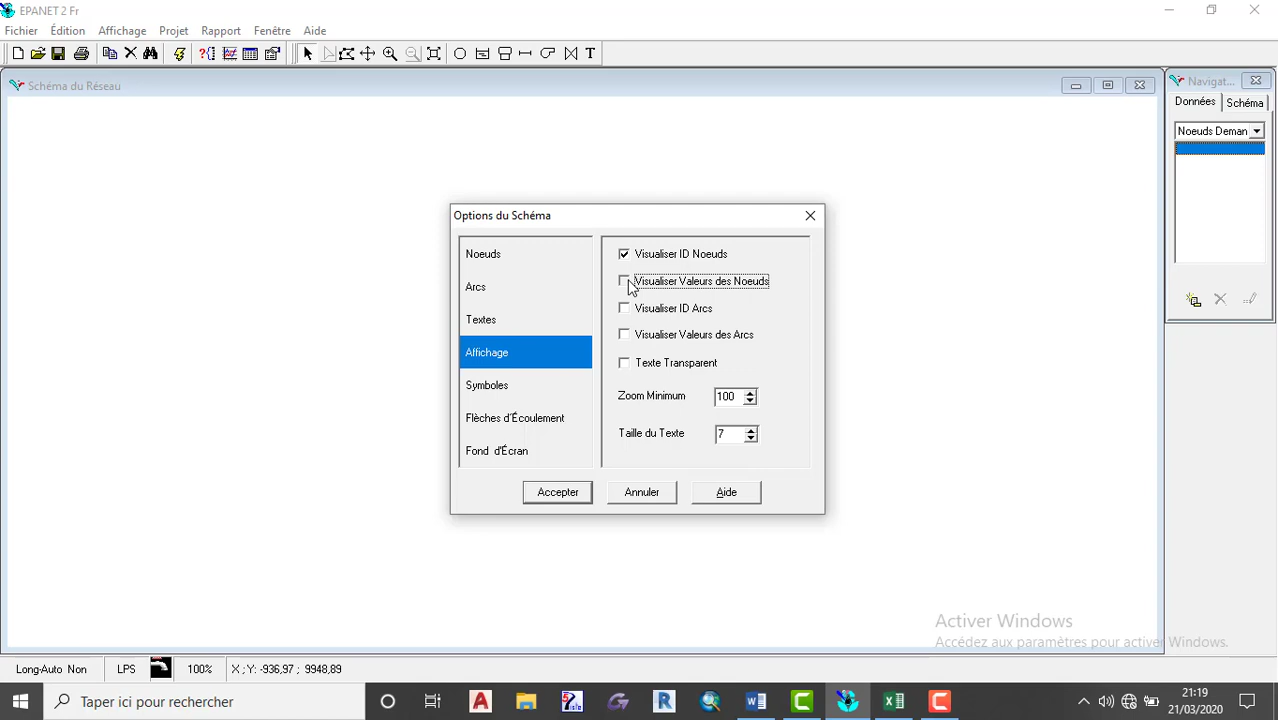 EPANET 2 Fr
Fichier Édition Affichage Projet Rapport Fenêtre Aide
T
Schéma du Réseau
Navigat...
Données Schéma
Noeuds Deman
Options du Schéma
Noeuds
Arcs
Textes
Affichage
Symboles
Flèches d'Écoulement
Fond d'Écran
Visualiser ID Noeuds
Visualiser Valeurs des Noeuds
Visualiser ID Arcs
Visualiser Valeurs des Arcs
Texte Transparent
Zoom Minimum 100
Taille du Texte 7
Accepter Annuler Aide
Activer Windows
Accédez aux paramètres pour activer Windows.
Long-Auto Non LPS 100% X ; Y: -936,97 ; 9948,89
Taper ici pour rechercher
21:19
21/03/2020